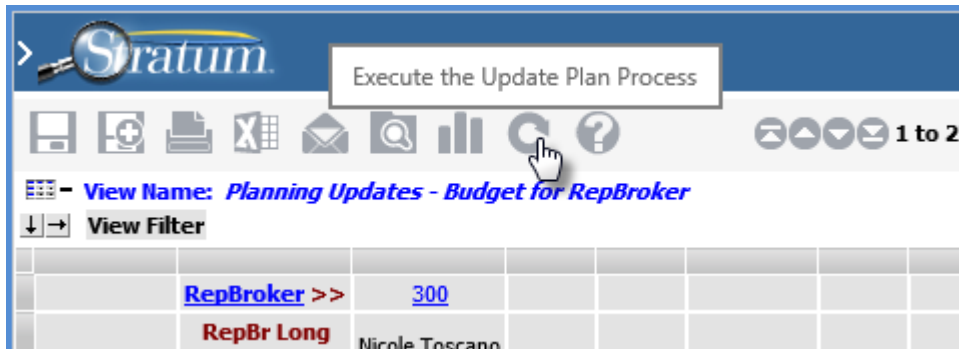 Stratum.
Execute the Update Plan Process
1 to 2
View Name: Planning Updates - Budget for RepBroker
View Filter
RepBroker >> 300
RepBr Long Nicole Toscano